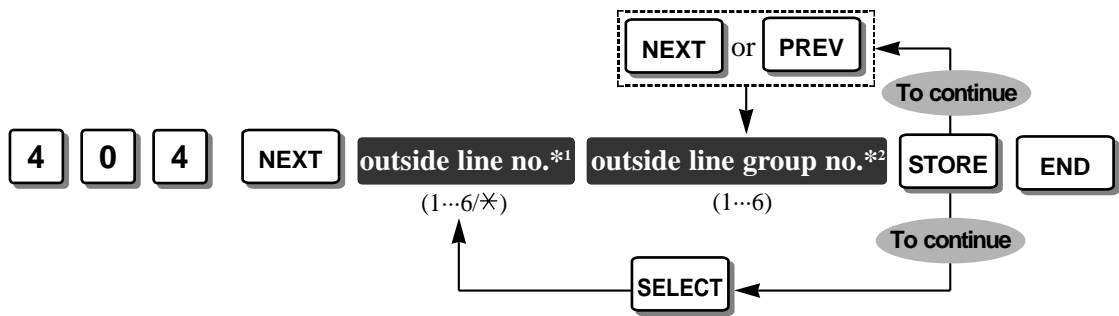 NEXT or PREV
To continue
4 0 4 NEXT outside line no.*1 outside line group no.*2 STORE END
(1···6/✳) (1···6)
To continue
SELECT